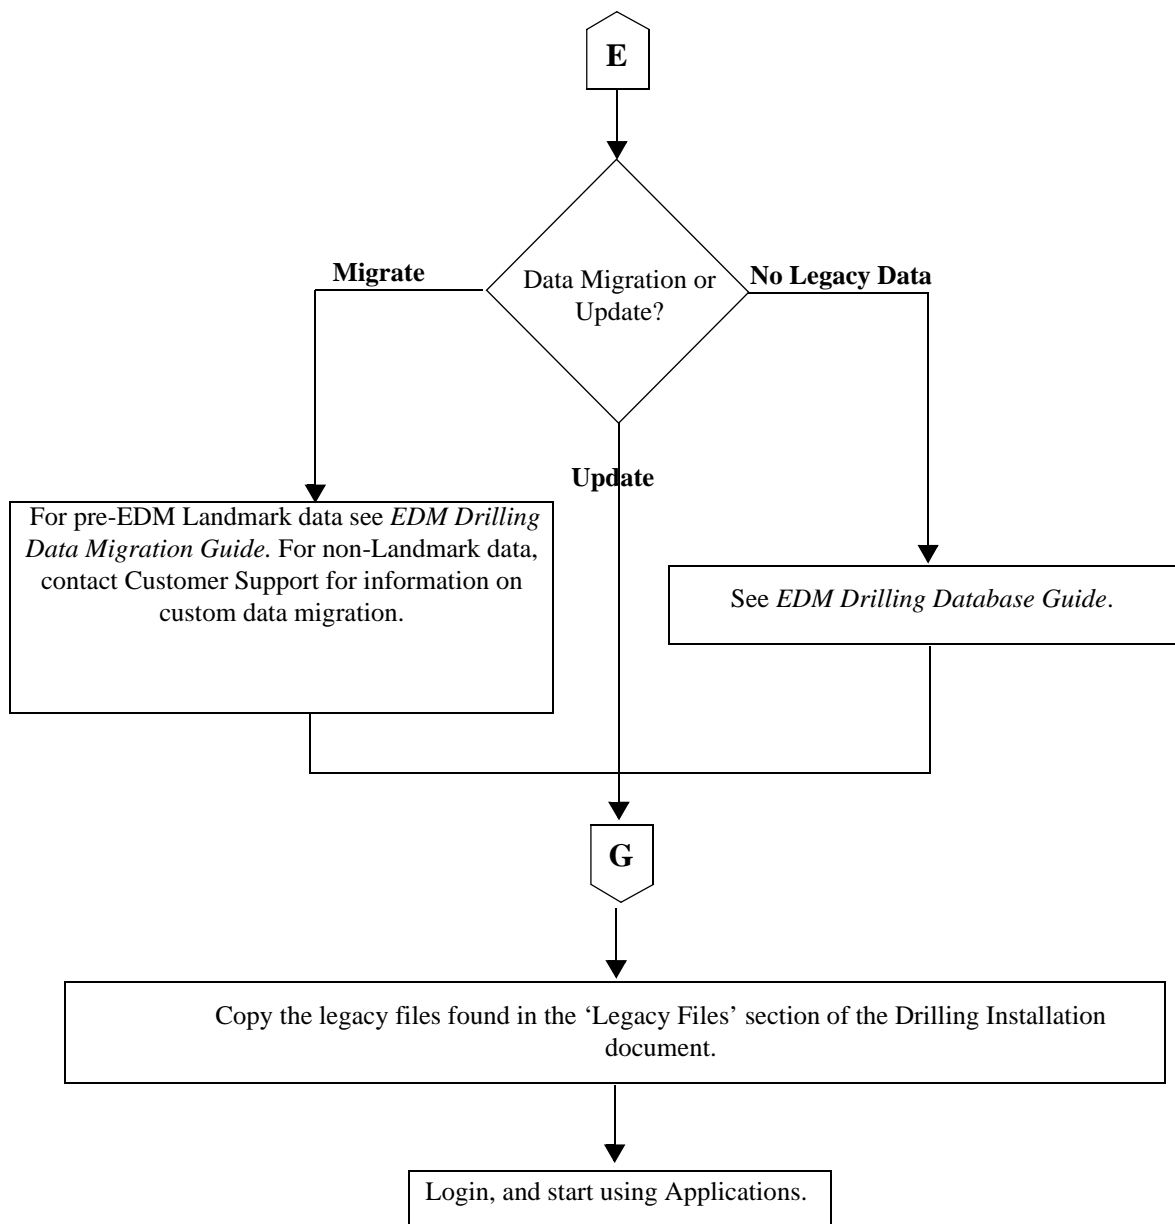 E
Migrate
Data Migration or
Update?
No Legacy Data
Update
For pre-EDM Landmark data see EDM Drilling
Data Migration Guide. For non-Landmark data,
contact Customer Support for information on
custom data migration.
See EDM Drilling Database Guide.
G
Copy the legacy files found in the ‘Legacy Files’ section of the Drilling Installation
document.
Login, and start using Applications.